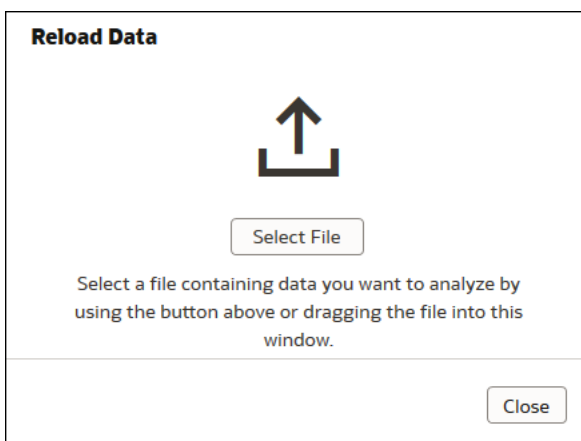 Reload Data
Select File
Select a file containing data you want to analyze by
using the button above or dragging the file into this
window.
Close